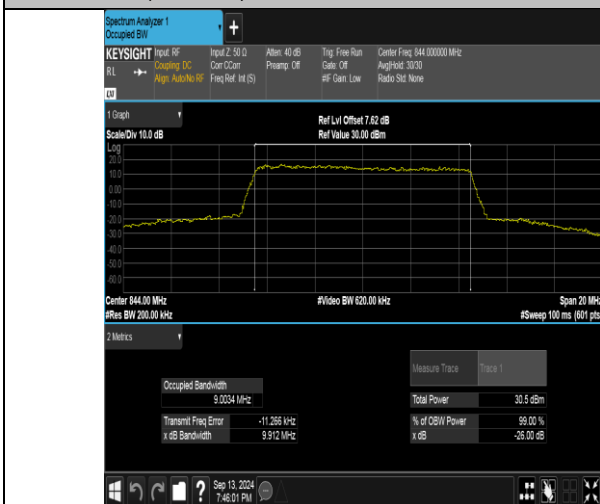 Spectrum Analyzer 1
Occupied BW
+
KEYSIGHT Input: RF Input Z: 50 Ω Atten: 40 dB Trig: Free Run Center Freq: 844.000000 MHz
RL Coupling: DC Corr CCorr Preamp: Off Gate: Off Avg|Hold: 30/30
Align: Auto/No RF Freq Ref: Int (S) #IF Gain: Low Radio Std: None
1 Graph
Ref Lvl Offset 7.62 dB
Scale/Div 10.0 dB Ref Value 30.00 dBm
Log
20.0
10.0
0.00
-10.0
-20.0
-30.0
-40.0
-50.0
-60.0
Center 844.00 MHz #Video BW 620.00 kHz Span 20 MHz
#Res BW 200.00 kHz #Sweep 100 ms (601 pts
2 Metrics
Measure Trace Trace 1
Occupied Bandwidth
9.0034 MHz Total Power 30.5 dBm
Transmit Freq Error -11.266 kHz % of OBW Power 99.00 %
x dB Bandwidth 9.912 MHz x dB -26.00 dB
? Sep 13, 2024
7:46:01 PM